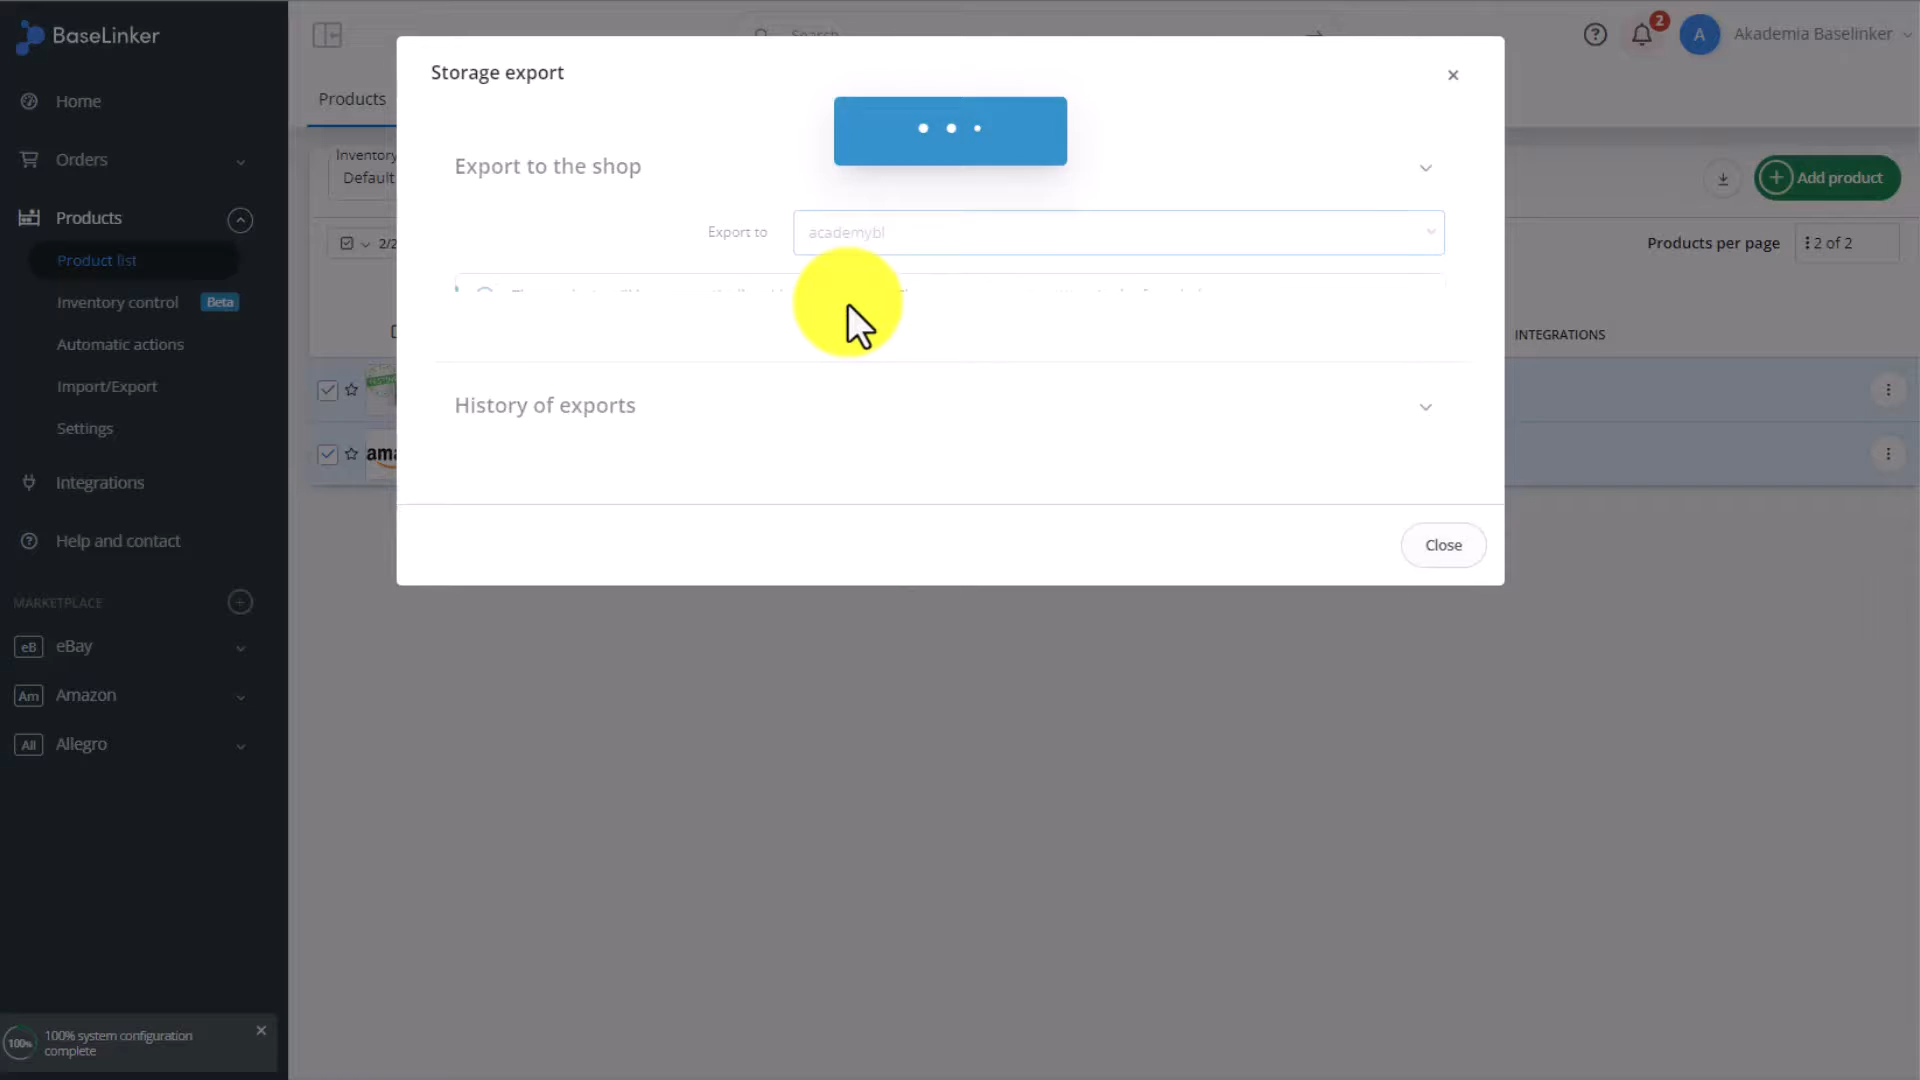 BaseLinker
Search
2
A
Akademia Baselinker
Home
Orders
Products
Product list
Inventory control
Beta
Automatic actions
Import/Export
Settings
Integrations
Help and contact
MARKETPLACE
eB
eBay
Am
Amazon
All
Allegro
100%
100% system configuration
complete
Products
Inventory
Default
2/2
Add product
Products per page
2 of 2
INTEGRATIONS
Storage export
Export to the shop
Export to
academybl
History of exports
Close